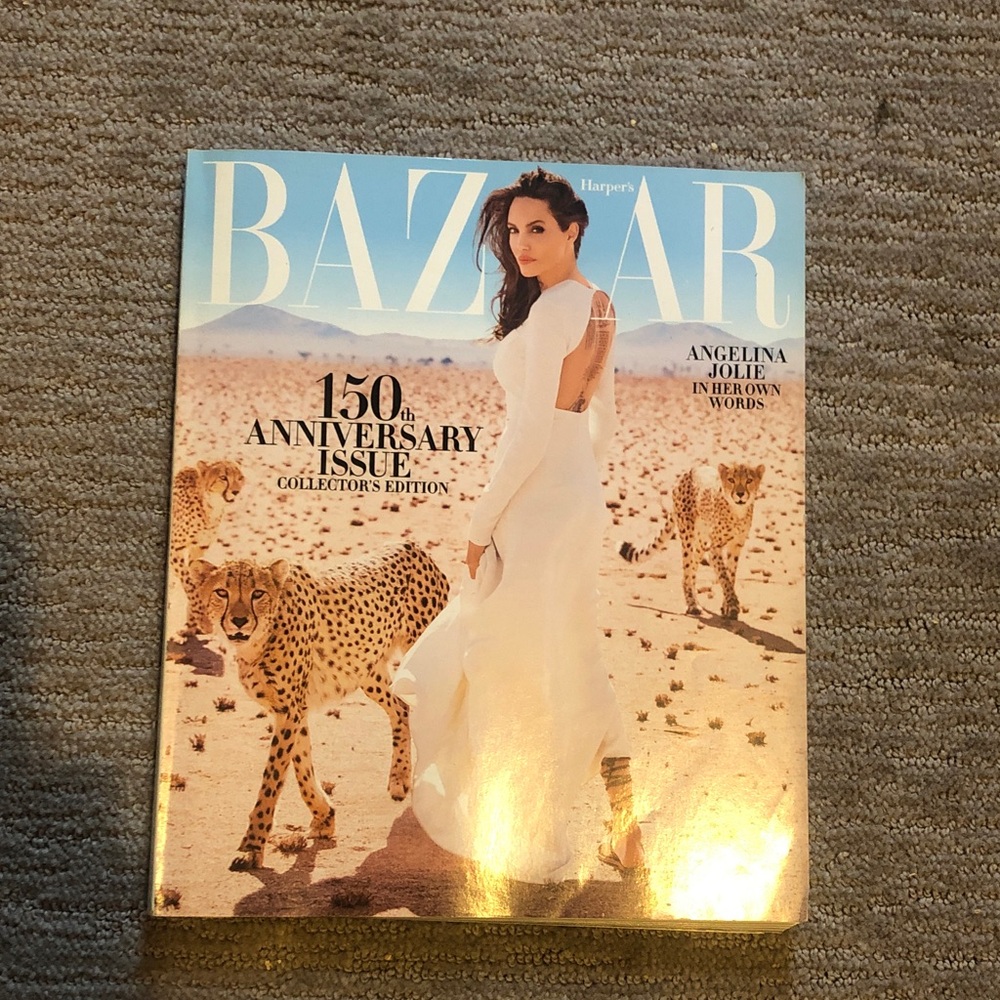 Harper's
BAZAAR
ANGELINA
JOLIE
IN HER OWN
WORDS
150th
ANNIVERSARY
ISSUE
COLLECTOR'S EDITION